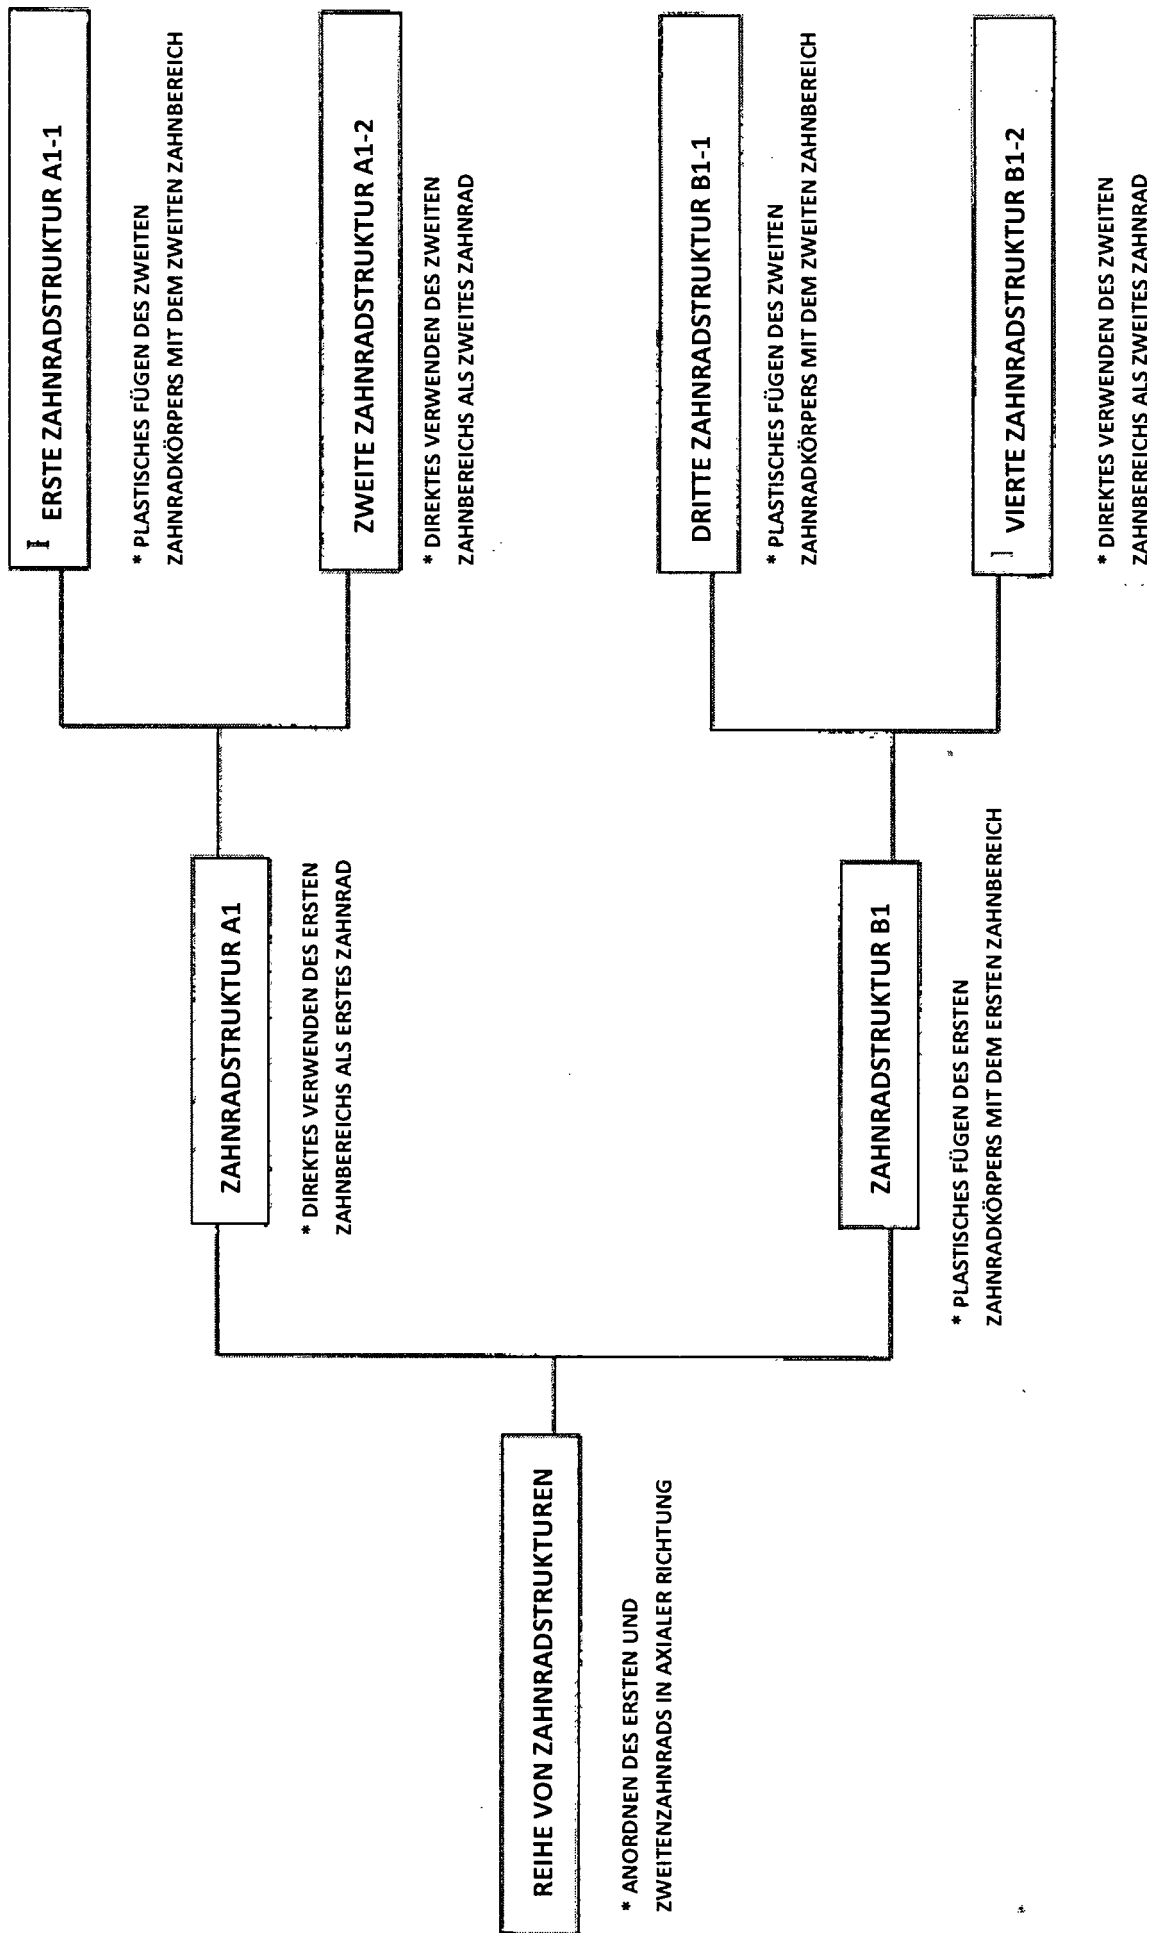 REIHE VON ZAHNRADSTRUKTUREN
* ANORDNEN DES ERSTEN UND
ZWEITENZAHNRADS IN AXIALER RICHTUNG
ZAHNRADSTRUKTUR A1
* DIREKTES VERWENDEN DES ERSTEN
ZAHNBEREICHS ALS ERSTES ZAHNRAD
ZAHNRADSTRUKTUR B1
* PLASTISCHES FÜGEN DES ERSTEN
ZAHNRADKÖRPERS MIT DEM ERSTEN ZAHNBEREICH
ERSTE ZAHNRADSTRUKTUR A1-1
* PLASTISCHES FÜGEN DES ZWEITEN
ZAHNRADKÖRPERS MIT DEM ZWEITEN ZAHNBEREICH
ZWEITE ZAHNRADSTRUKTUR A1-2
* DIREKTES VERWENDEN DES ZWEITEN
ZAHNBEREICHS ALS ZWEITES ZAHNRAD
DRITTE ZAHNRADSTRUKTUR B1-1
* PLASTISCHES FÜGEN DES ZWEITEN
ZAHNRADKÖRPERS MIT DEM ZWEITEN ZAHNBEREICH
VIERTE ZAHNRADSTRUKTUR B1-2
* DIREKTES VERWENDEN DES ZWEITEN
ZAHNBEREICHS ALS ZWEITES ZAHNRAD